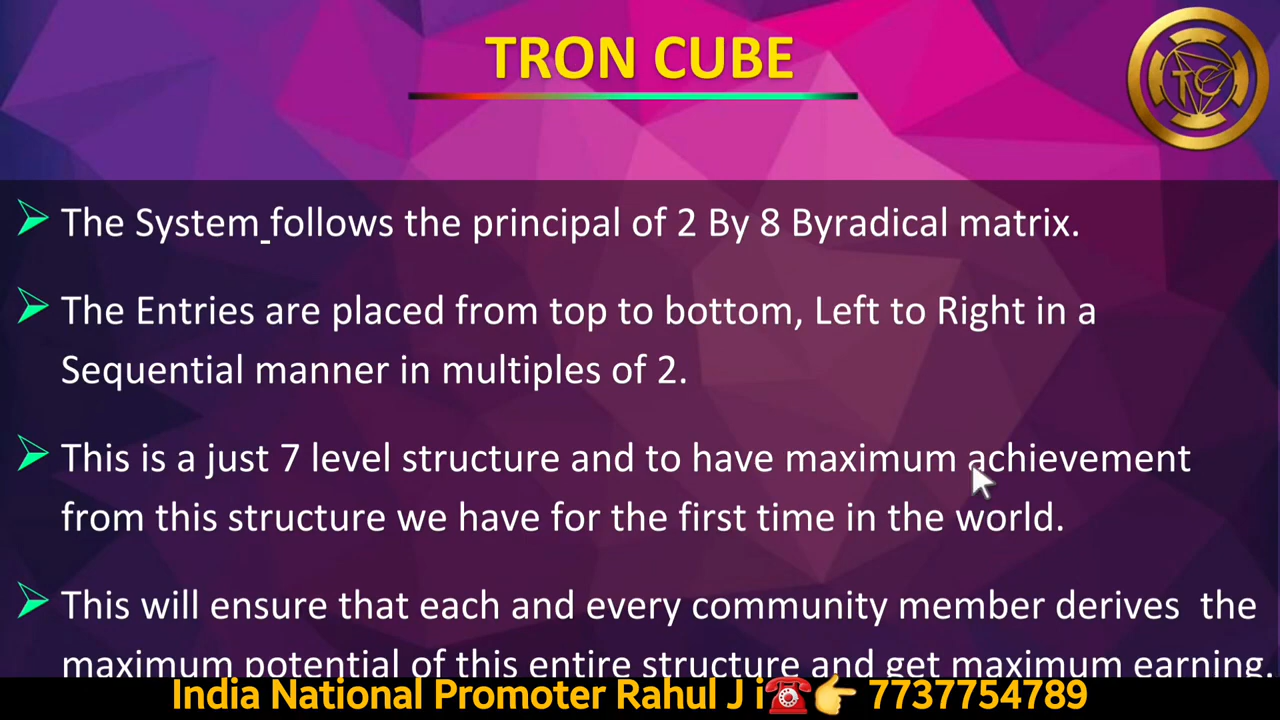 TRON CUBE
TC
The System follows the principal of 2 By 8 Byradical matrix.
The Entries are placed from top to bottom, Left to Right in a
Sequential manner in multiples of 2.
This is a just 7 level structure and to have maximum achievement
from this structure we have for the first time in the world.
This will ensure that each and every community member derives the
maximum potential of this entire structure and get maximum earning.
India National Promoter Rahul J i☎️👉 7737754789